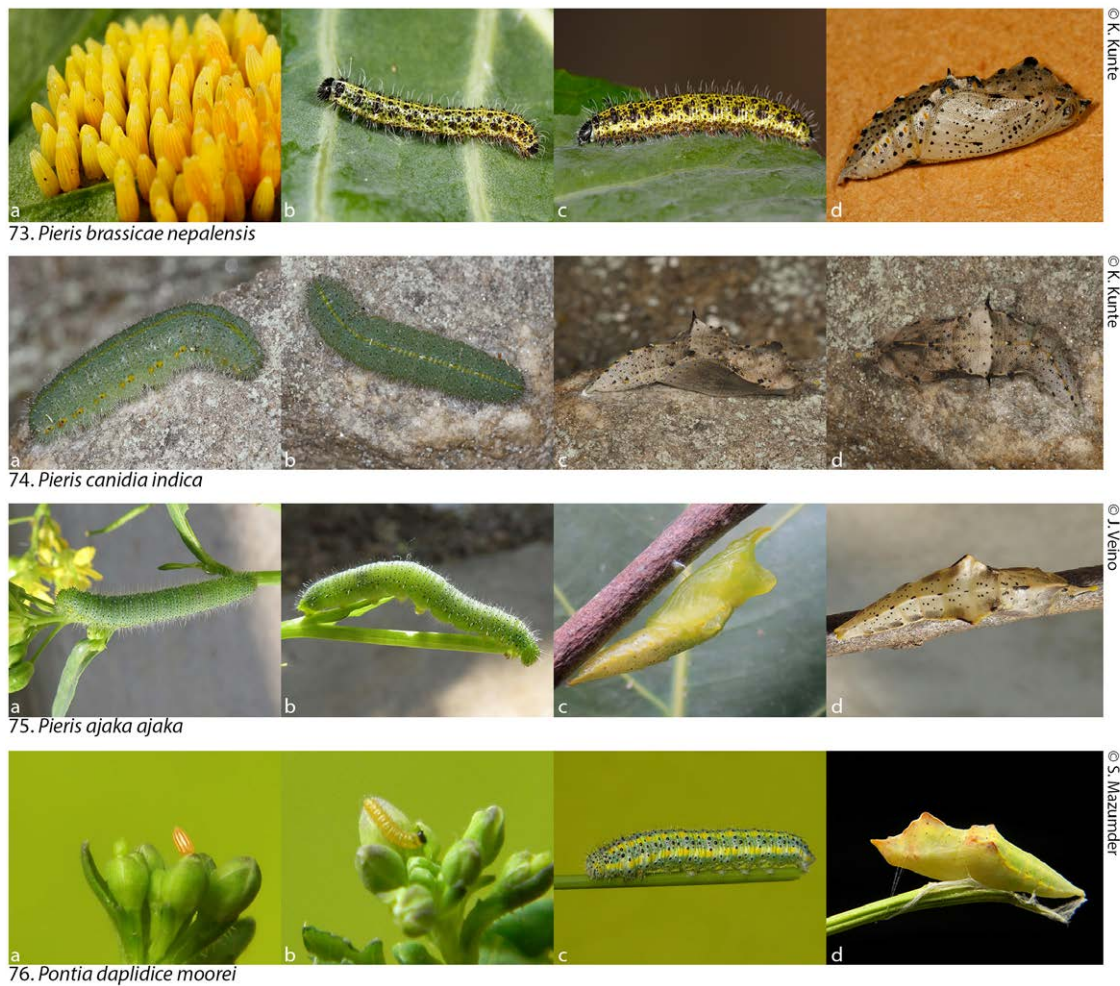 a b c d
© K. Kunte
73. Pieris brassicae nepalensis
a b c d
© K. Kunte
74. Pieris canidia indica
a b c d
© J. Veino
75. Pieris ajaka ajaka
a b c d
© S. Mazumder
76. Pontia daplidice moorei